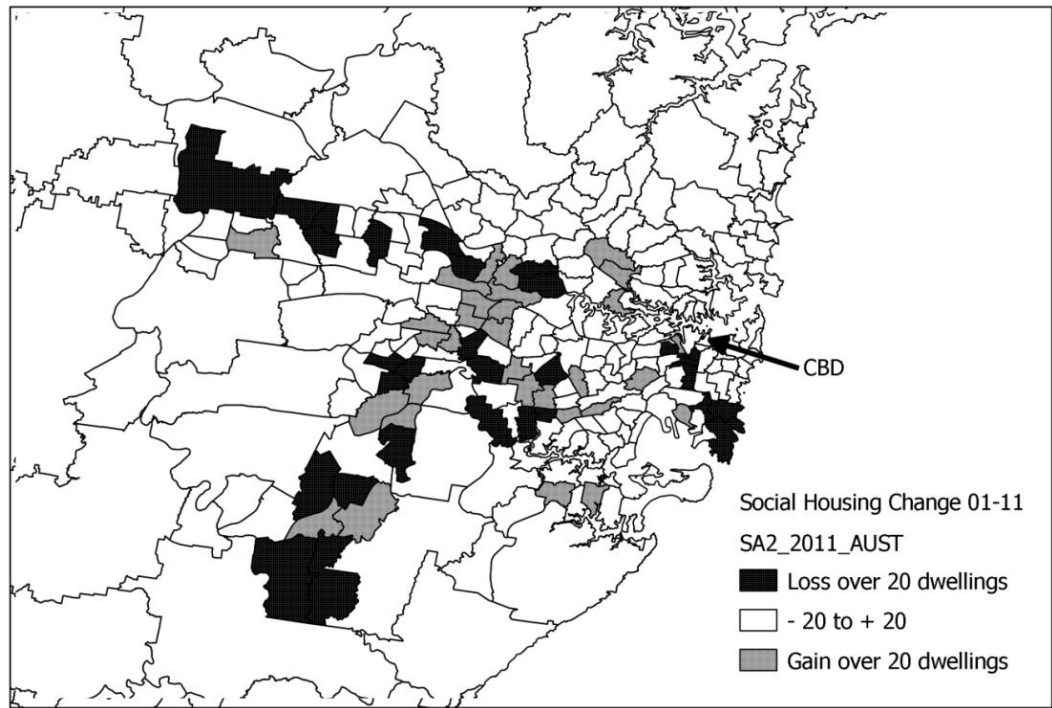 CBD
Social Housing Change 01-11
SA2_2011_AUST
Loss over 20 dwellings
- 20 to + 20
Gain over 20 dwellings